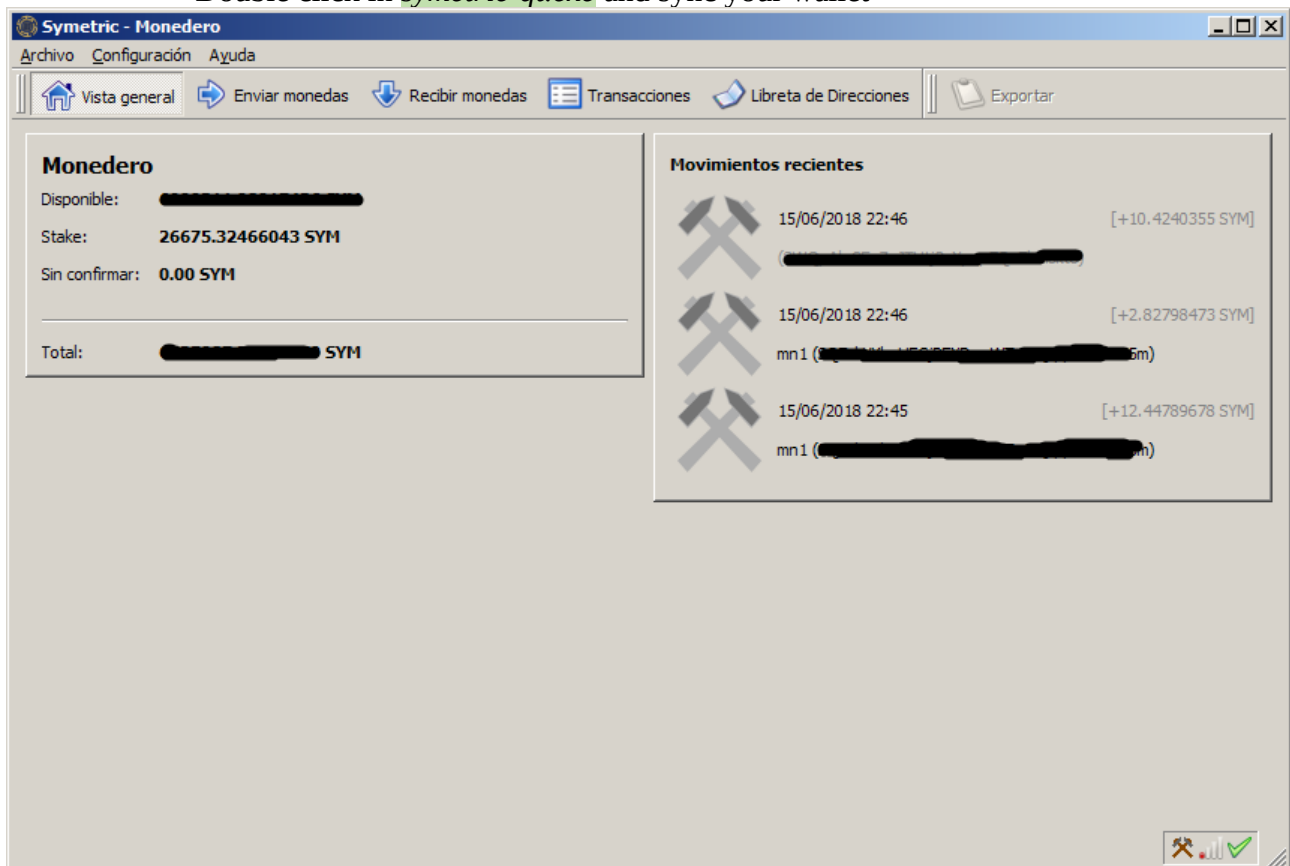 Double click in symetric-qt.exe and sync your wallet
Symetric - Monedero
Archivo Configuración Ayuda
Vista general Enviar monedas Recibir monedas Transacciones Libreta de Direcciones Exportar
Monedero
Disponible:
Stake: 26675.32466043 SYM
Sin confirmar: 0.00 SYM
Total: SYM
Movimientos recientes
15/06/2018 22:46 [+10.4240355 SYM]
15/06/2018 22:46 [+2.82798473 SYM]
mn1 ( 5m)
15/06/2018 22:45 [+12.44789678 SYM]
mn1 ( m)